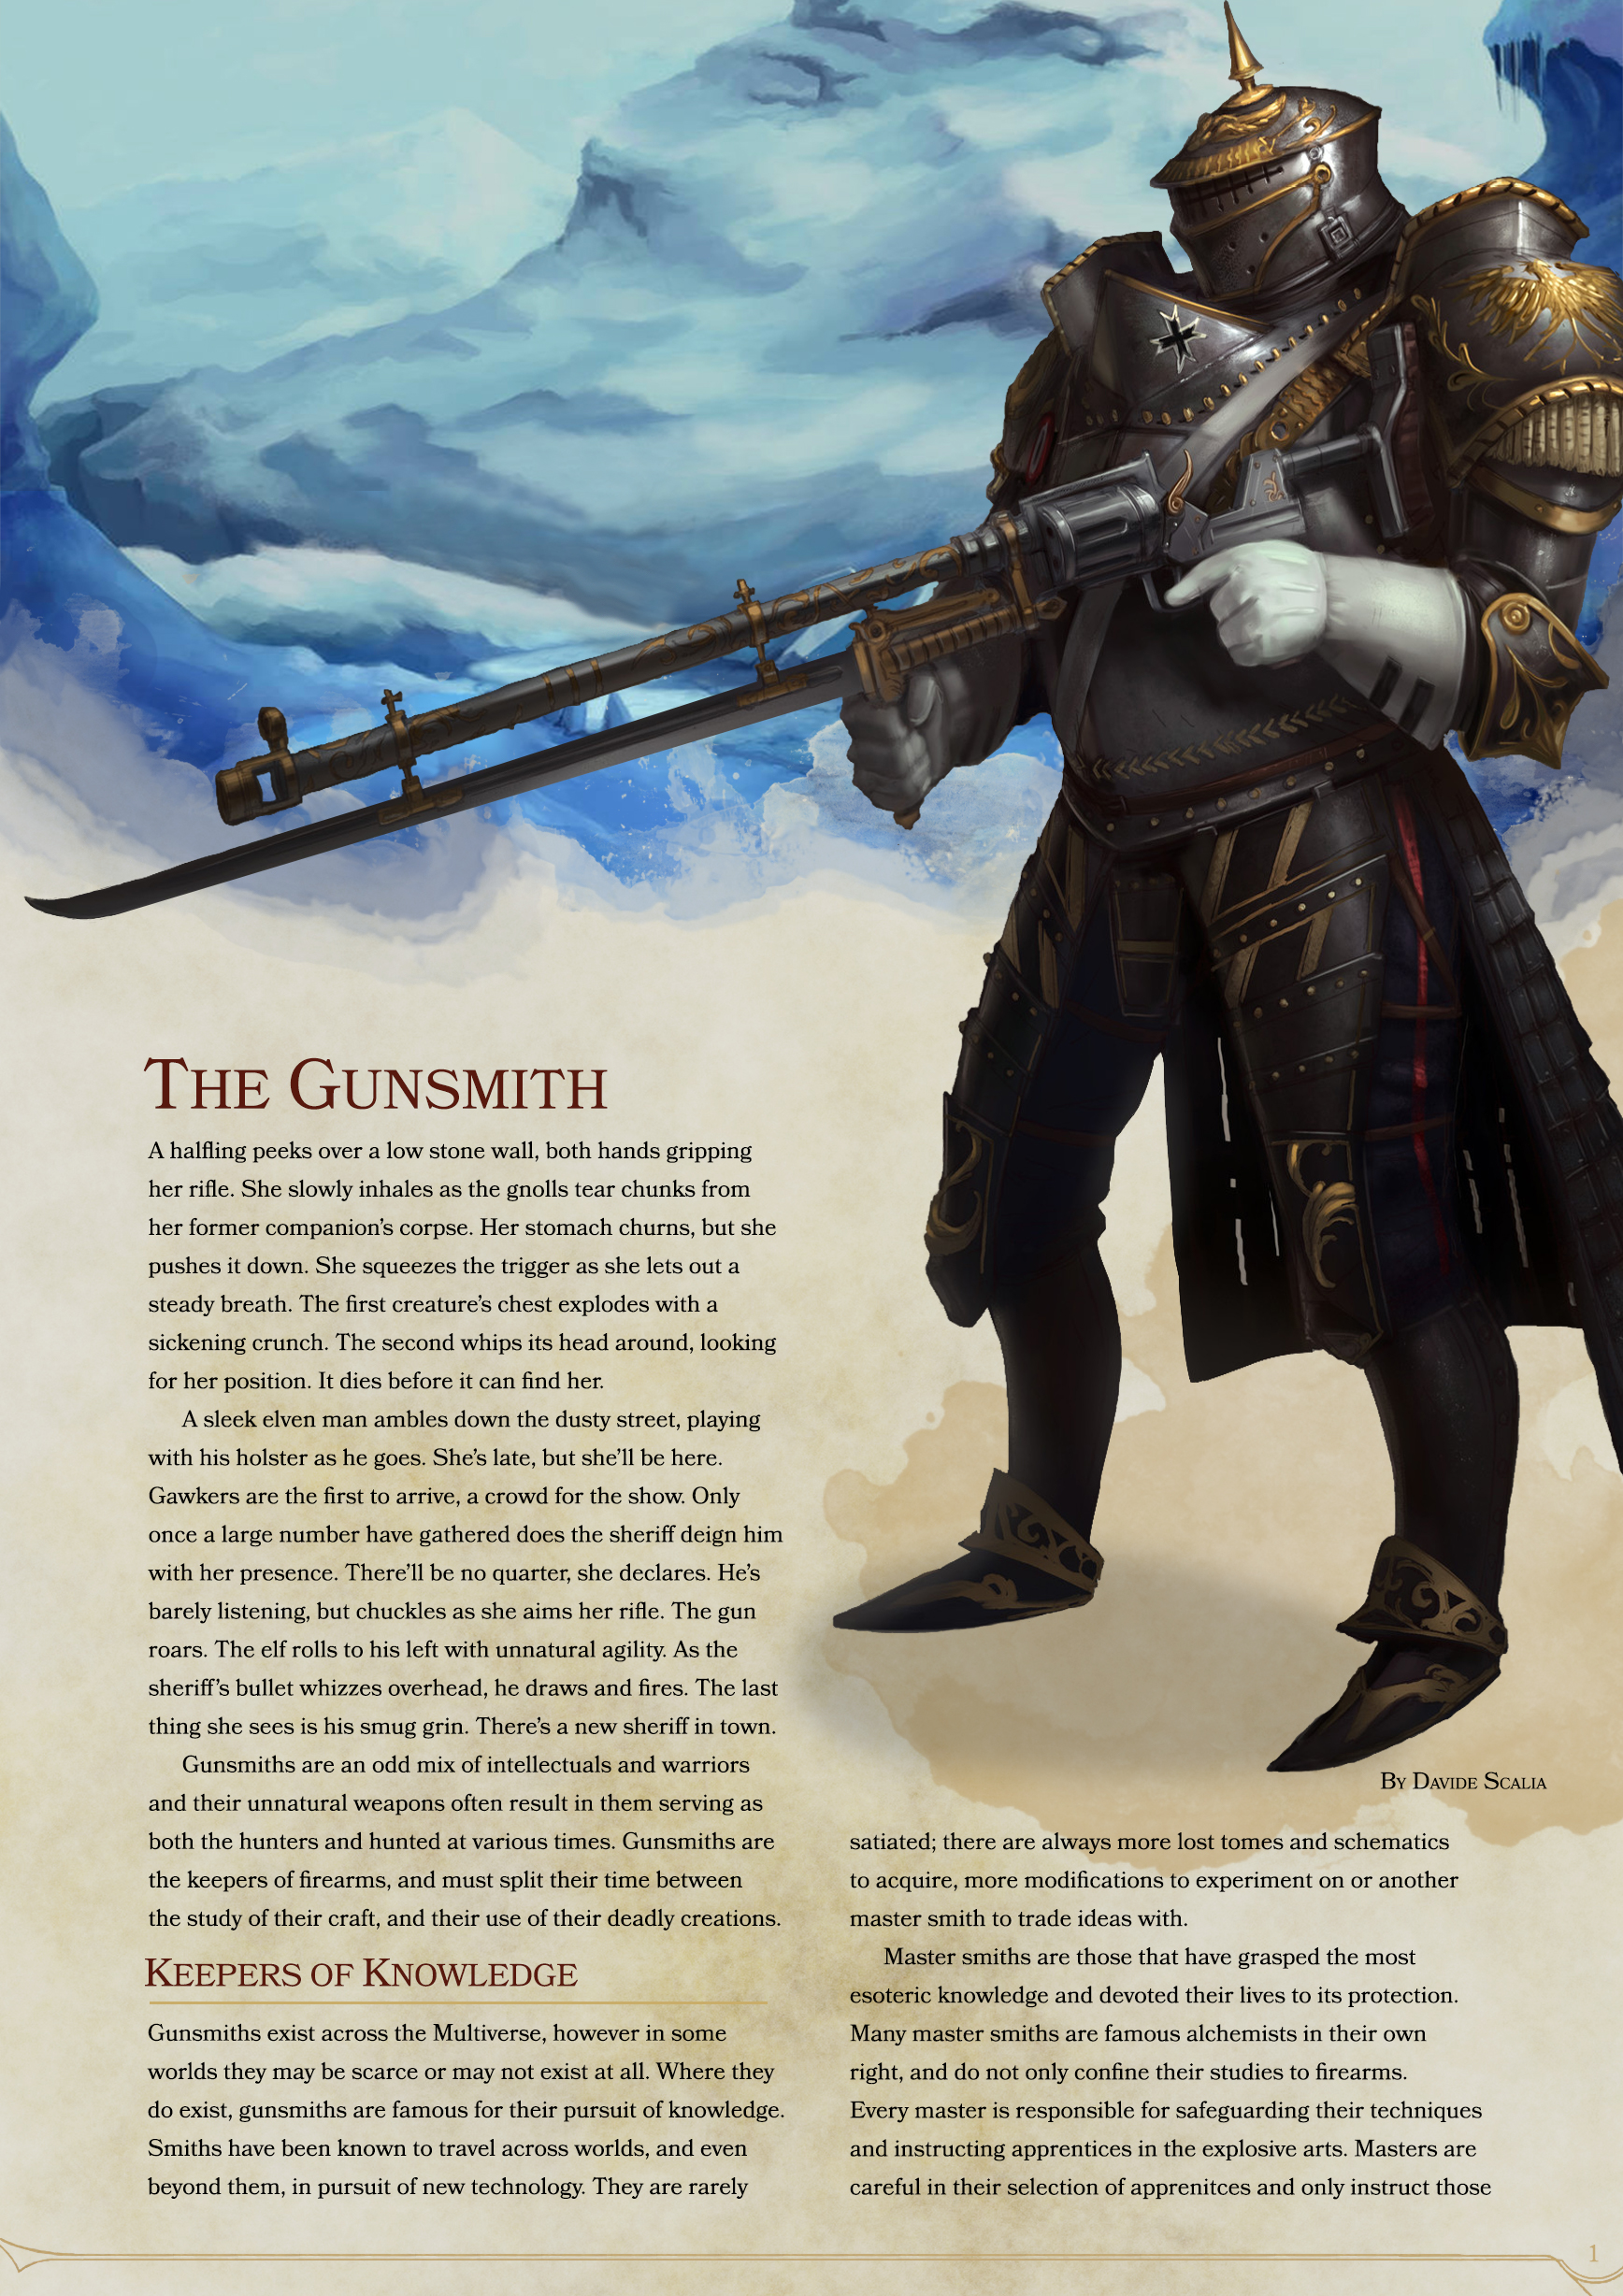 The Gunsmith
A halfling peeks over a low stone wall, both hands gripping
her rifle. She slowly inhales as the gnolls tear chunks from
her former companion’s corpse. Her stomach churns, but she
pushes it down. She squeezes the trigger as she lets out a
steady breath. The first creature’s chest explodes with a
sickening crunch. The second whips its head around, looking
for her position. It dies before it can find her.
A sleek elven man ambles down the dusty street, playing
with his holster as he goes. She’s late, but she’ll be here.
Gawkers are the first to arrive, a crowd for the show. Only
once a large number have gathered does the sheriff deign him
with her presence. There’ll be no quarter, she declares. He’s
barely listening, but chuckles as she aims her rifle. The gun
roars. The elf rolls to his left with unnatural agility. As the
sheriff’s bullet whizzes overhead, he draws and fires. The last
thing she sees is his smug grin. There’s a new sheriff in town.
Gunsmiths are an odd mix of intellectuals and warriors
and their unnatural weapons often result in them serving as
both the hunters and hunted at various times. Gunsmiths are
the keepers of firearms, and must split their time between
the study of their craft, and their use of their deadly creations.
Keepers of Knowledge
Gunsmiths exist across the Multiverse, however in some
worlds they may be scarce or may not exist at all. Where they
do exist, gunsmiths are famous for their pursuit of knowledge.
Smiths have been known to travel across worlds, and even
beyond them, in pursuit of new technology. They are rarely
By Davide Scalia
satiated; there are always more lost tomes and schematics
to acquire, more modifications to experiment on or another
master smith to trade ideas with.
Master smiths are those that have grasped the most
esoteric knowledge and devoted their lives to its protection.
Many master smiths are famous alchemists in their own
right, and do not only confine their studies to firearms.
Every master is responsible for safeguarding their techniques
and instructing apprentices in the explosive arts. Masters are
careful in their selection of apprenitces and only instruct those
1